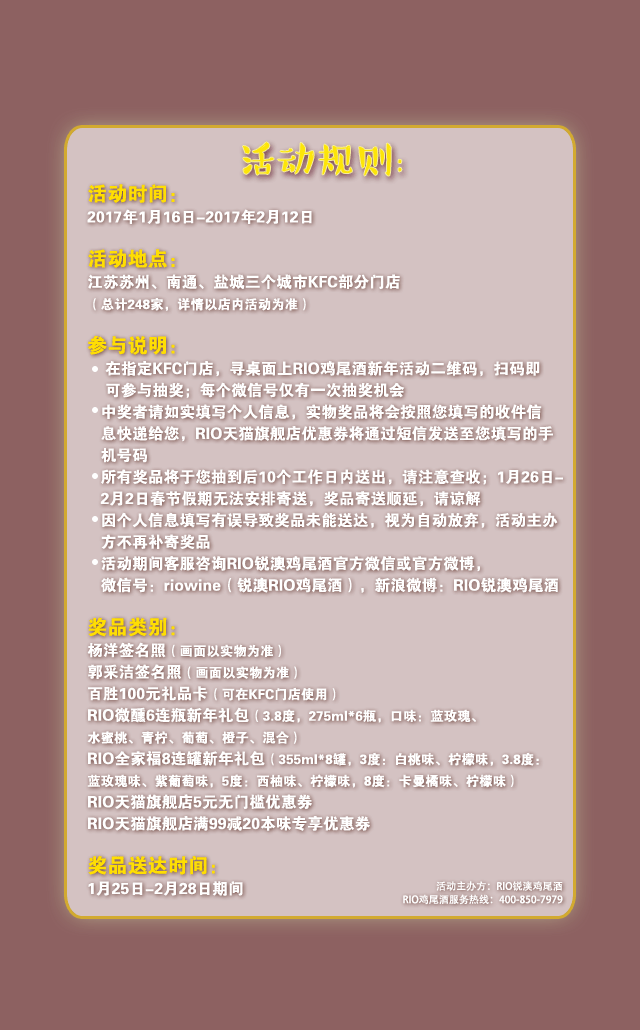 活动规则:
活动时间:
2017年1月16日-2017年2月12日
活动地点:
江苏苏州、南通、盐城三个城市KFC部分门店
（总计248家，详情以店内活动为准）
参与说明:
• 在指定KFC门店，寻桌面上RIO鸡尾酒新年活动二维码，扫码即
可参与抽奖；每个微信号仅有一次抽奖机会
•中奖者请如实填写个人信息，实物奖品将会按照您填写的收件信
息快递给您，RIO天猫旗舰店优惠券将通过短信发送至您填写的手
机号码
•所有奖品将于您抽到后10个工作日内送出，请注意查收；1月26日-
2月2日春节假期无法安排寄送，奖品寄送顺延，请谅解
•因个人信息填写有误导致奖品未能送达，视为自动放弃，活动主办
方不再补寄奖品
•活动期间客服咨询RIO锐澳鸡尾酒官方微信或官方微博，
微信号：riowine（锐澳RIO鸡尾酒），新浪微博：RIO锐澳鸡尾酒
奖品类别:
杨洋签名照（画面以实物为准）
郭采洁签名照（画面以实物为准）
百胜100元礼品卡（可在KFC门店使用）
RIO微醺6连瓶新年礼包（3.8度，275ml*6瓶，口味：蓝玫瑰、
水蜜桃、青柠、葡萄、橙子、混合）
RIO全家福8连罐新年礼包（355ml*8罐，3度：白桃味、柠檬味，3.8度：
蓝玫瑰味、紫葡萄味，5度：西柚味、柠檬味，8度：卡曼橘味、柠檬味）
RIO天猫旗舰店5元无门槛优惠券
RIO天猫旗舰店满99减20本味专享优惠券
奖品送达时间:
1月25日-2月28日期间
活动主办方：RIO锐澳鸡尾酒
RIO鸡尾酒服务热线：400-850-7979